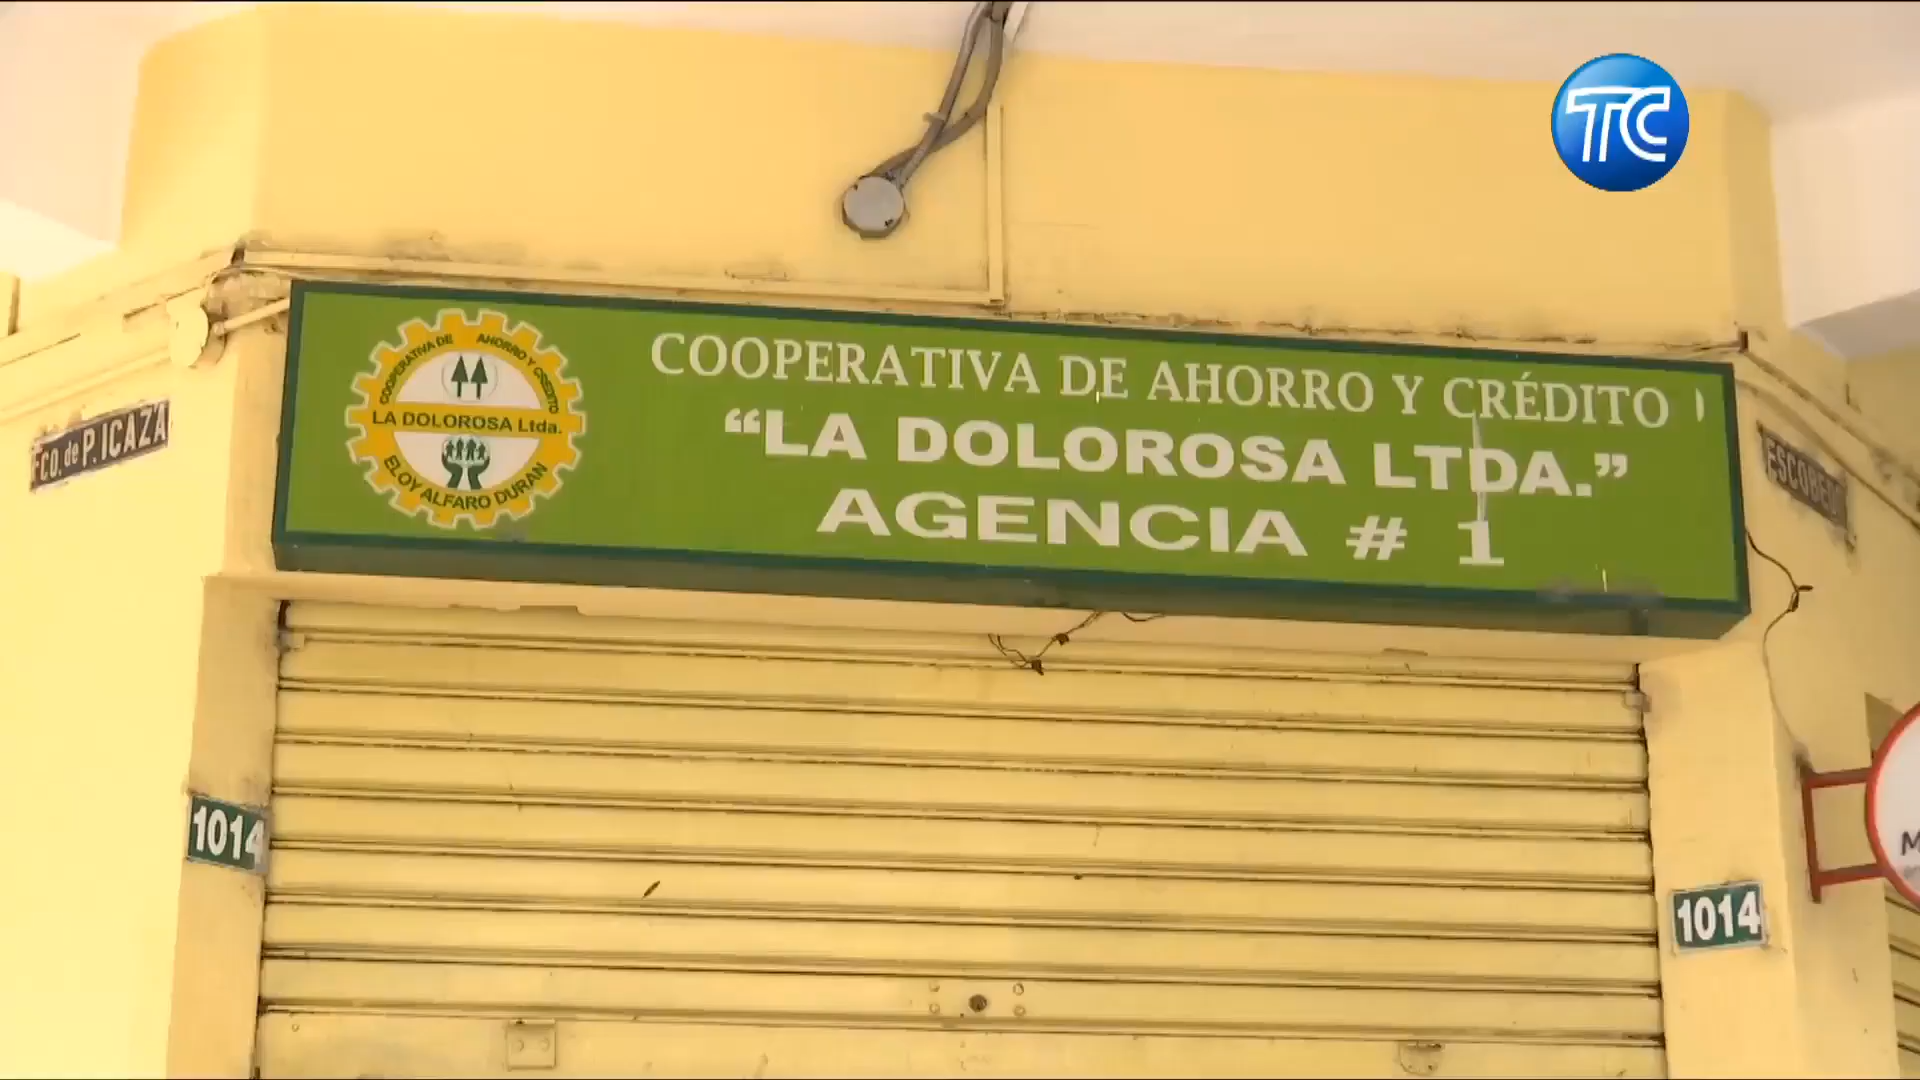 TC
COOPERATIVA DE AHORRO Y CRÉDITO
"LA DOLOROSA LTDA."
AGENCIA # 1
COOPERATIVA DE AHORRO Y CREDITO
LA DOLOROSA Ltda.
ELOY ALFARO DURAN
FCO. de P. ICAZA
ESCOBEDO
1014
1014